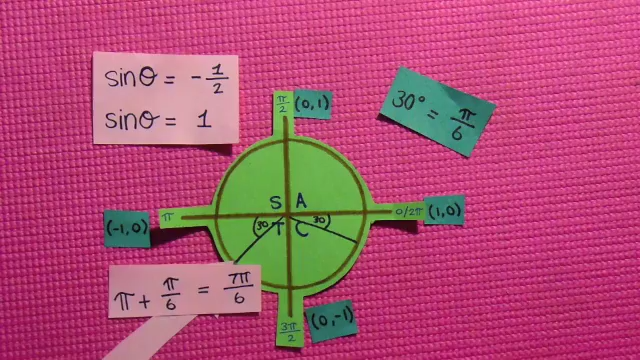 sinθ = -1/2
sinθ = 1
π/2
(0,1)
30° = π/6
S A
T C
30
30
π
(-1,0)
0/2π
(1,0)
π + π/6 = 7π/6
3π/2
(0,-1)